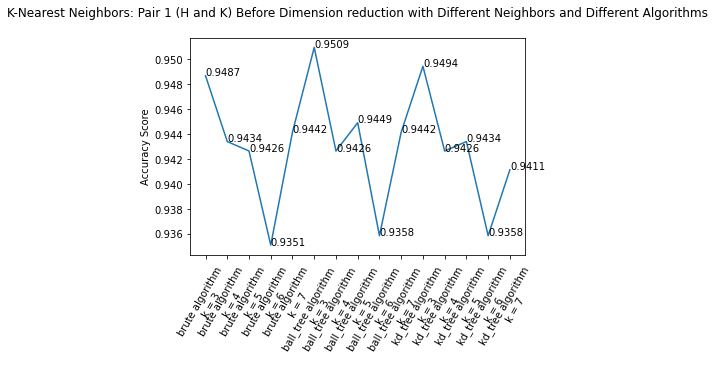 K-Nearest Neighbors: Pair 1 (H and K) Before Dimension reduction with Different Neighbors and Different Algorithms
0.950
0.948
0.946
0.944
0.942
0.940
0.938
0.936
Accuracy Score
0.9487
0.9434
0.9426
0.9351
0.9442
0.9509
0.9426
0.9449
0.9358
0.9442
0.9494
0.9426
0.9434
0.9358
0.9411
brute algorithm
k = 3
brute algorithm
k = 4
brute algorithm
k = 5
brute algorithm
k = 6
brute algorithm
k = 7
ball_tree algorithm
k = 3
ball_tree algorithm
k = 4
ball_tree algorithm
k = 5
ball_tree algorithm
k = 6
ball_tree algorithm
k = 7
kd_tree algorithm
k = 3
kd_tree algorithm
k = 4
kd_tree algorithm
k = 5
kd_tree algorithm
k = 6
kd_tree algorithm
k = 7